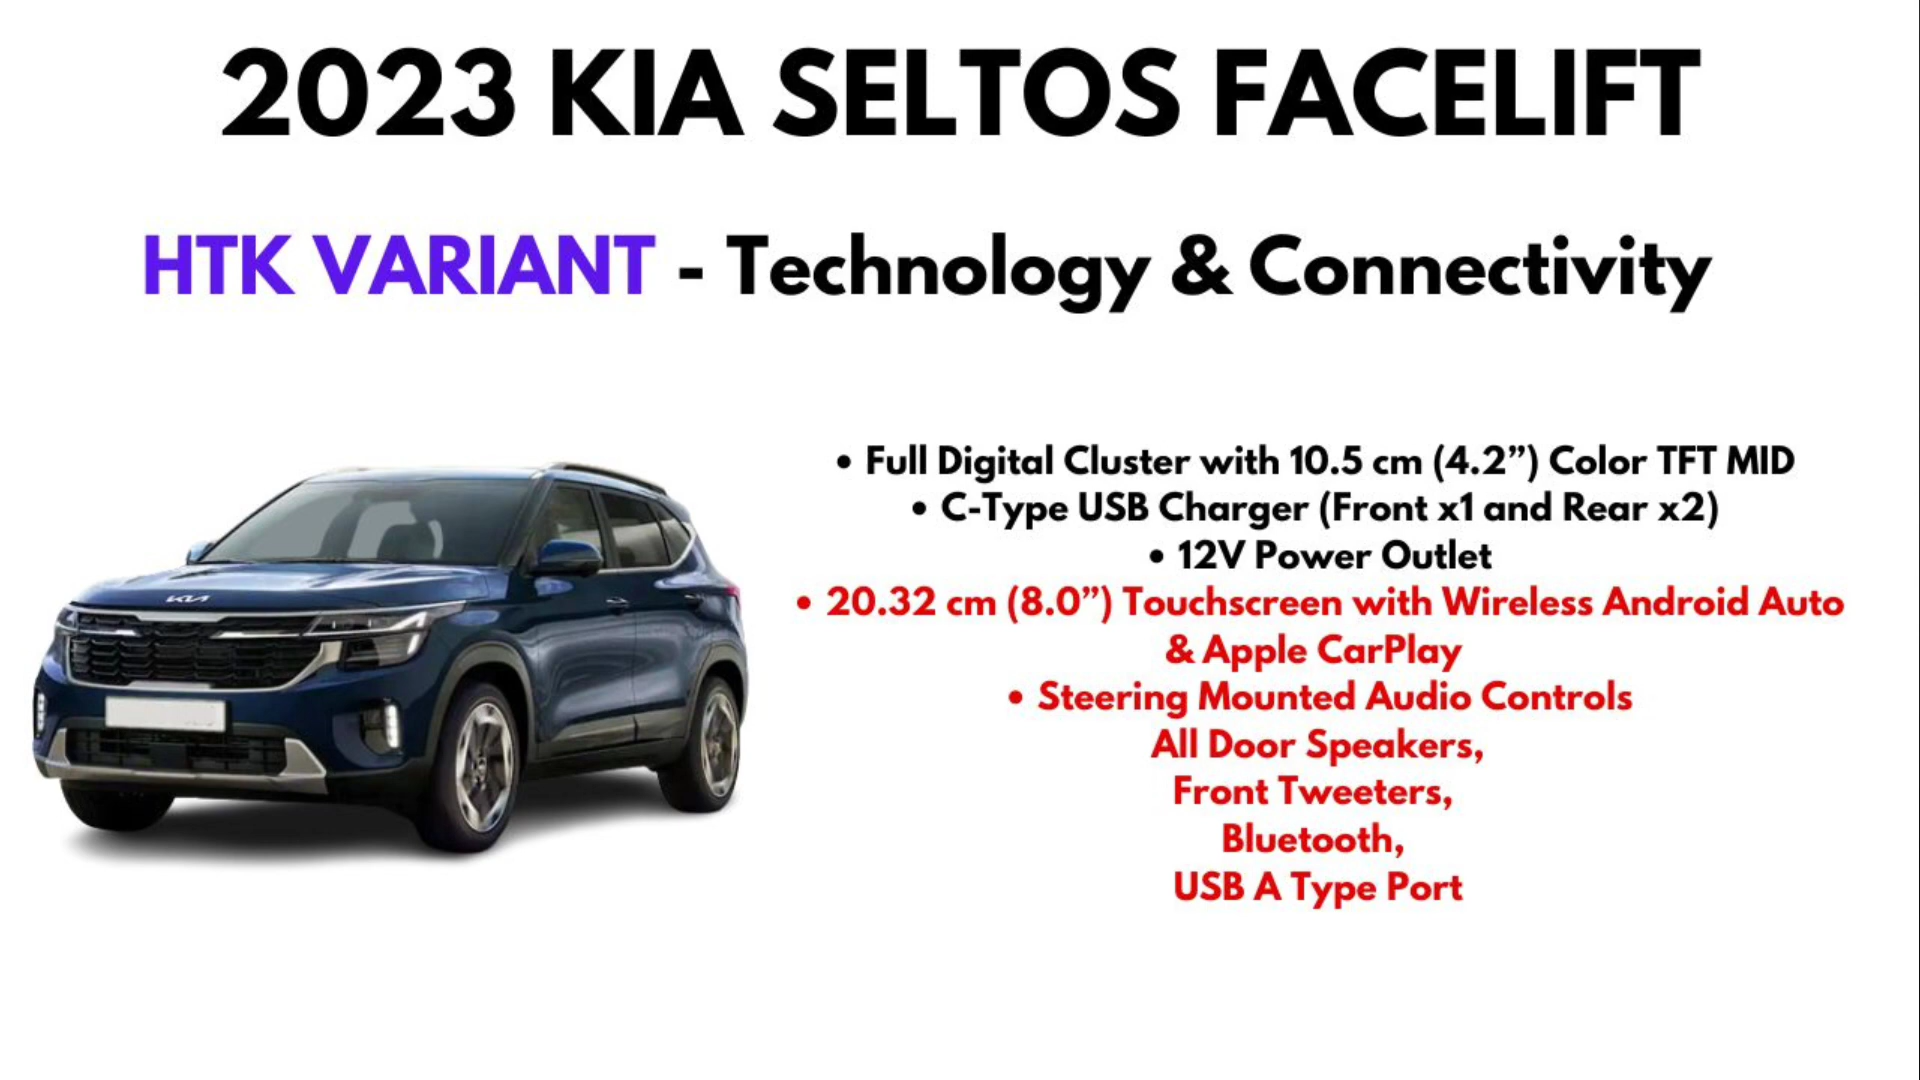 2023 KIA SELTOS FACELIFT
HTK VARIANT - Technology & Connectivity
• Full Digital Cluster with 10.5 cm (4.2”) Color TFT MID
• C-Type USB Charger (Front x1 and Rear x2)
• 12V Power Outlet
• 20.32 cm (8.0”) Touchscreen with Wireless Android Auto
& Apple CarPlay
• Steering Mounted Audio Controls
All Door Speakers,
Front Tweeters,
Bluetooth,
USB A Type Port
KIA